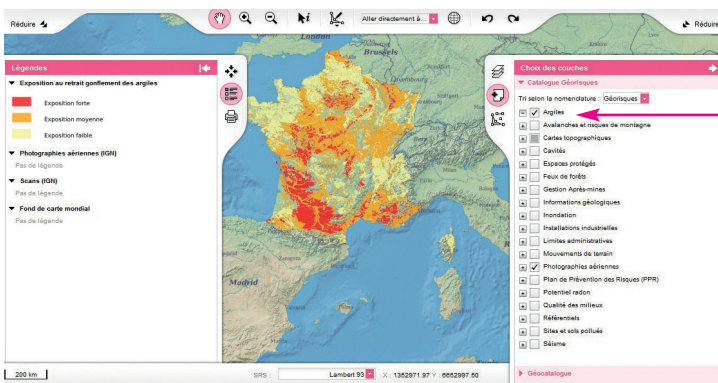 Réduire
Aller directement à...
Réduire
Légendes
Exposition au retrait gonflement des argiles
Exposition forte
Exposition moyenne
Exposition faible
Photographies aériennes (IGN)
Pas de légende
Scans (IGN)
Pas de légende
Fond de carte mondial
Pas de légende
London
Brussels
Luxembourg
Frankfurt
Stuttgart
Milan
Zaragoza
Madrid
Choix des couches
Catalogue Géorisques
Tri selon la nomenclature : Géorisques
Argiles
Avalanches et risques de montagne
Cartes topographiques
Cavités
Espaces protégés
Feux de forêts
Gestion Après-mines
Informations géologiques
Inondation
Installations industrielles
Limites administratives
Mouvements de terrain
Photographies aériennes
Plan de Prévention des Risques (PPR)
Potentiel radon
Qualité des milieux
Référentiels
Sites et sols pollués
Séisme
Géocatalogue
200 km
SRS : Lambert 93 X : 1352971.97 Y : 6652997.50